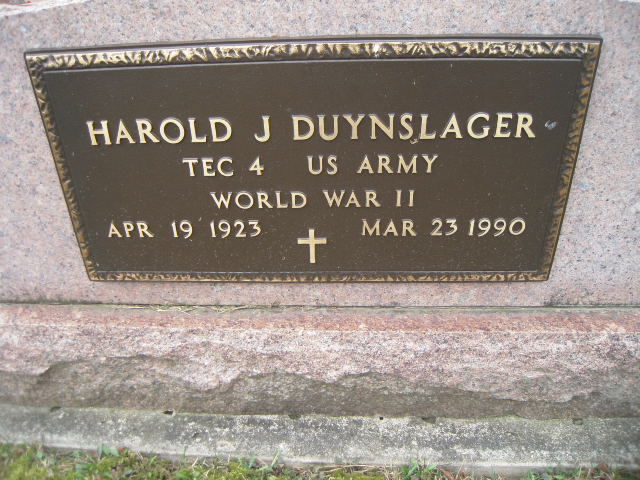 HAROLD J DUYNSLAGER
TEC 4 US ARMY
WORLD WAR II
APR 19 1923 MAR 23 1990